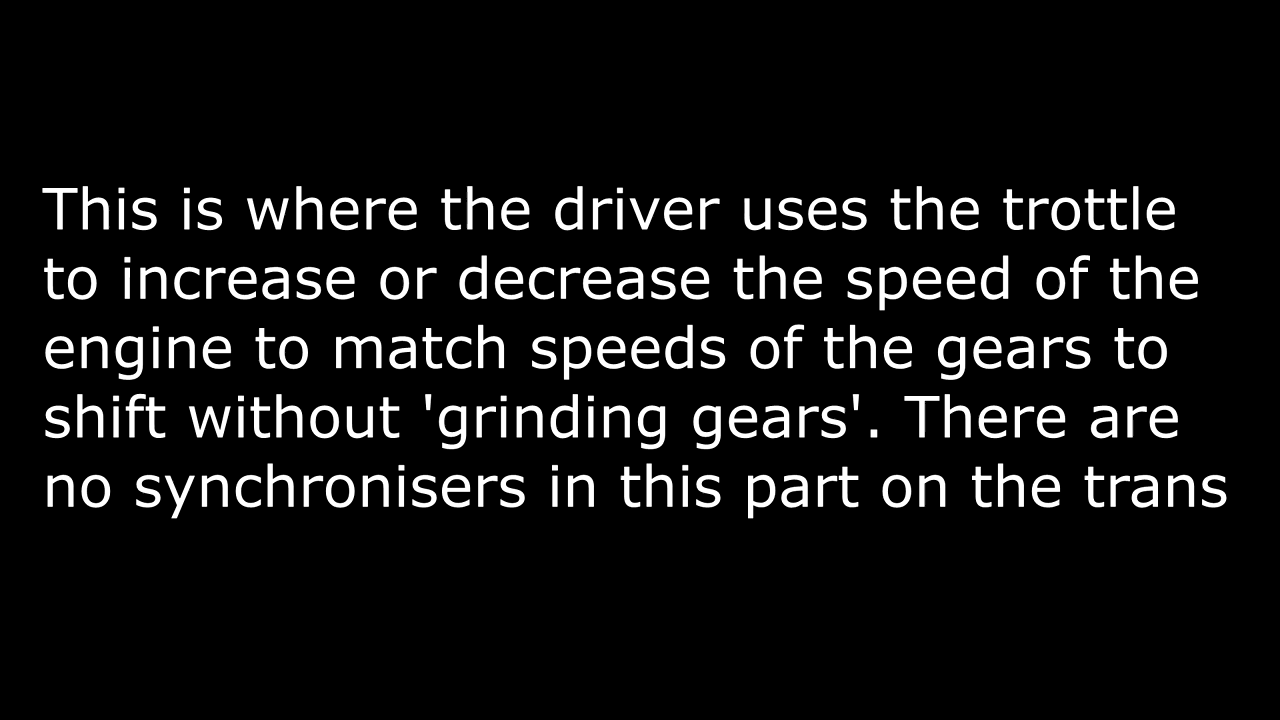 This is where the driver uses the trottle
to increase or decrease the speed of the
engine to match speeds of the gears to
shift without 'grinding gears'. There are
no synchronisers in this part on the trans